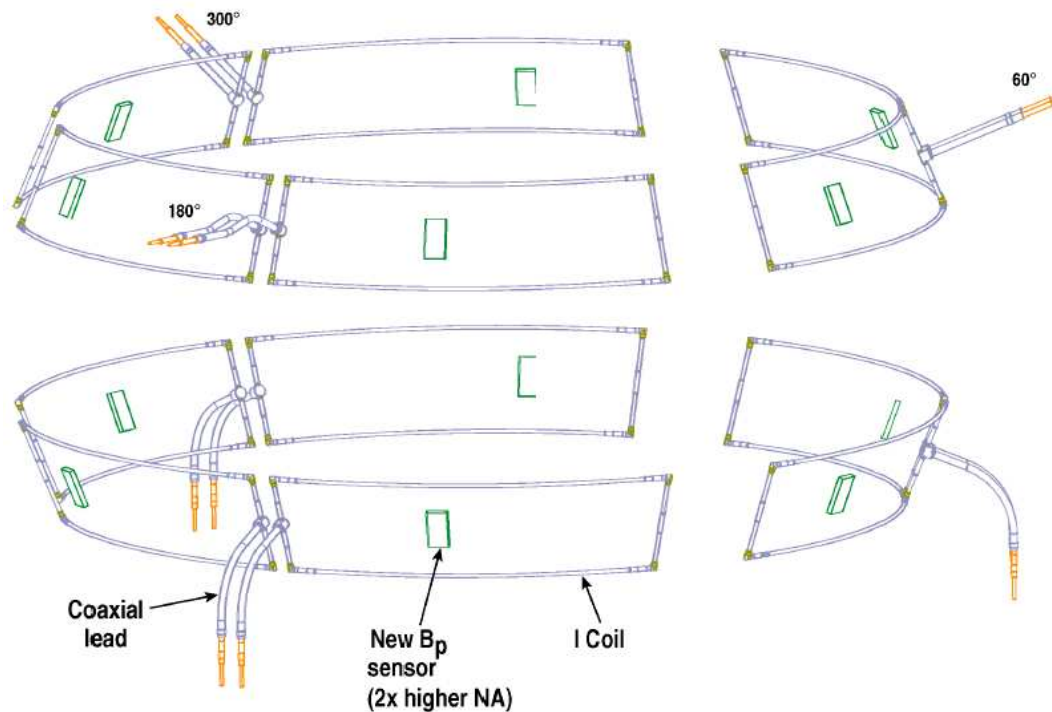 300°
60°
180°
Coaxial
lead
New Bp
sensor
(2x higher NA)
I Coil